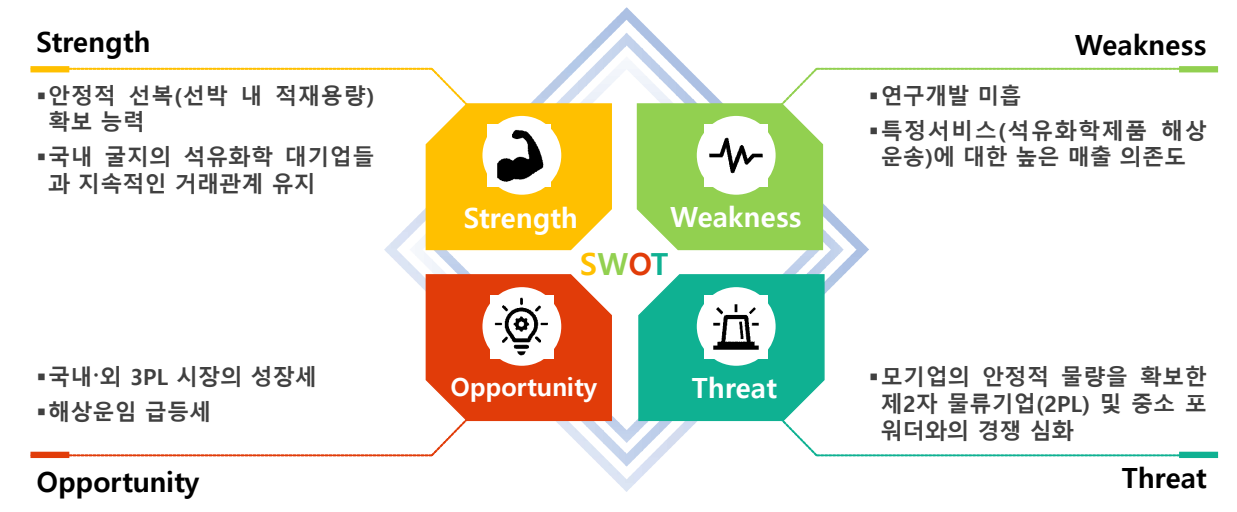 Strength
▪안정적 선복(선박 내 적재용량)
확보 능력
▪국내 굴지의 석유화학 대기업들
과 지속적인 거래관계 유지
Weakness
▪연구개발 미흡
▪특정서비스(석유화학제품 해상
운송)에 대한 높은 매출 의존도
Strength
Weakness
SWOT
Opportunity
Threat
▪국내·외 3PL 시장의 성장세
▪해상운임 급등세
Opportunity
▪모기업의 안정적 물량을 확보한
제2자 물류기업(2PL) 및 중소 포
워더와의 경쟁 심화
Threat